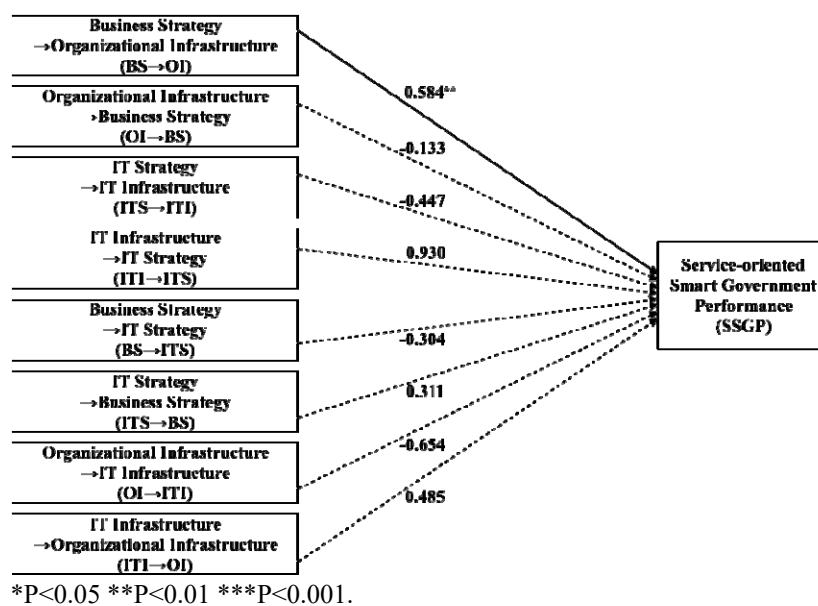 Business Strategy
→Organizational Infrastructure
(BS→OI)
Organizational Infrastructure
→Business Strategy
(OI→BS)
IT Strategy
→IT Infrastructure
(ITS→ITI)
IT Infrastructure
→IT Strategy
(ITI→ITS)
Business Strategy
→IT Strategy
(BS→ITS)
IT Strategy
→Business Strategy
(ITS→BS)
Organizational Infrastructure
→IT Infrastructure
(OI→ITI)
IT Infrastructure
→Organizational Infrastructure
(ITI→OI)
0.584**
-0.133
-0.447
0.930
-0.304
0.311
-0.654
0.485
Service-oriented
Smart Government
Performance
(SSGP)
*P<0.05 **P<0.01 ***P<0.001.